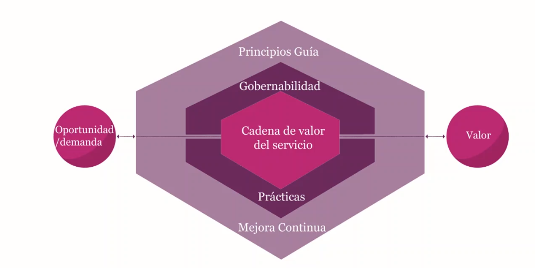 Principios Guía
Gobernabilidad
Oportunidad
/demanda
Cadena de valor
del servicio
Valor
Prácticas
Mejora Continua